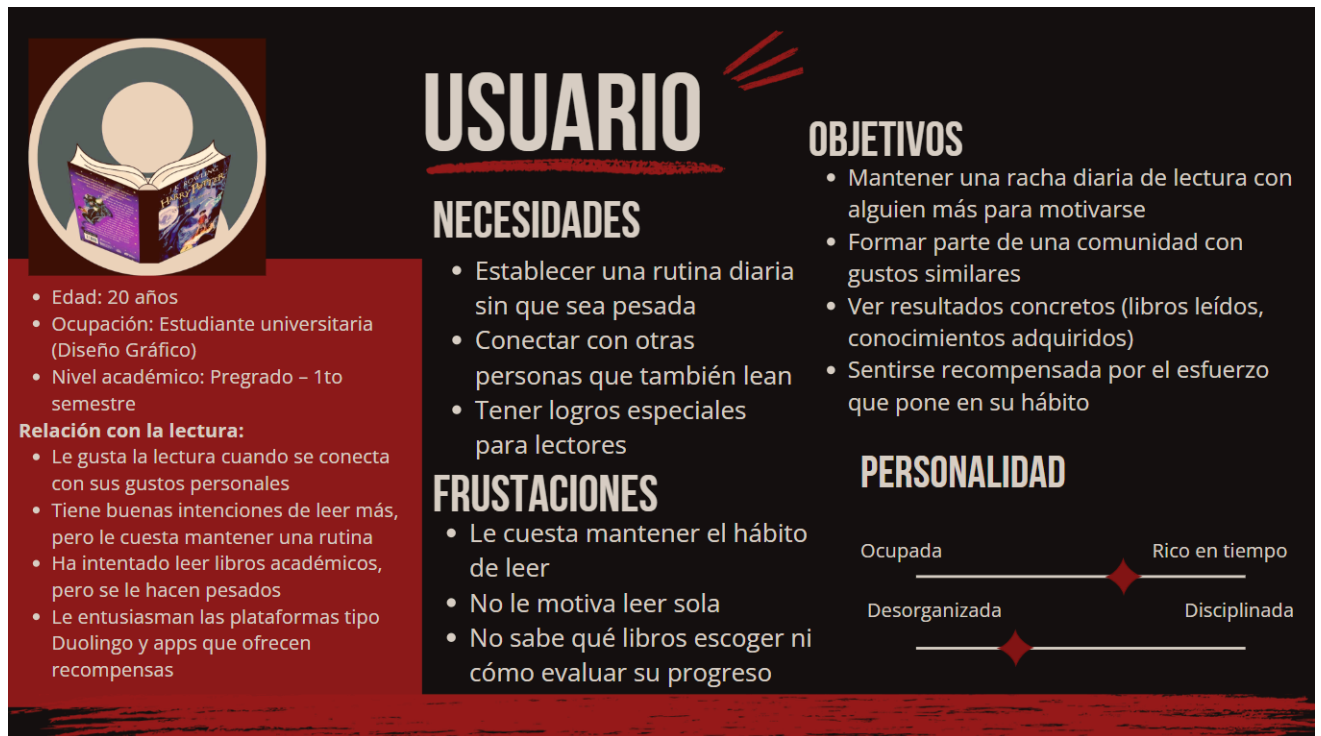 J.K. ROWLING
HARRY POTTER
Edad: 20 años
Ocupación: Estudiante universitaria
(Diseño Gráfico)
Nivel académico: Pregrado – 1to
semestre
Relación con la lectura:
Le gusta la lectura cuando se conecta
con sus gustos personales
Tiene buenas intenciones de leer más,
pero le cuesta mantener una rutina
Ha intentado leer libros académicos,
pero se le hacen pesados
Le entusiasman las plataformas tipo
Duolingo y apps que ofrecen
recompensas
USUARIO
NECESIDADES
Establecer una rutina diaria
sin que sea pesada
Conectar con otras
personas que también lean
Tener logros especiales
para lectores
FRUSTACIONES
Le cuesta mantener el hábito
de leer
No le motiva leer sola
No sabe qué libros escoger ni
cómo evaluar su progreso
OBJETIVOS
Mantener una racha diaria de lectura con
alguien más para motivarse
Formar parte de una comunidad con
gustos similares
Ver resultados concretos (libros leídos,
conocimientos adquiridos)
Sentirse recompensada por el esfuerzo
que pone en su hábito
PERSONALIDAD
Ocupada Rico en tiempo
Desorganizada Disciplinada